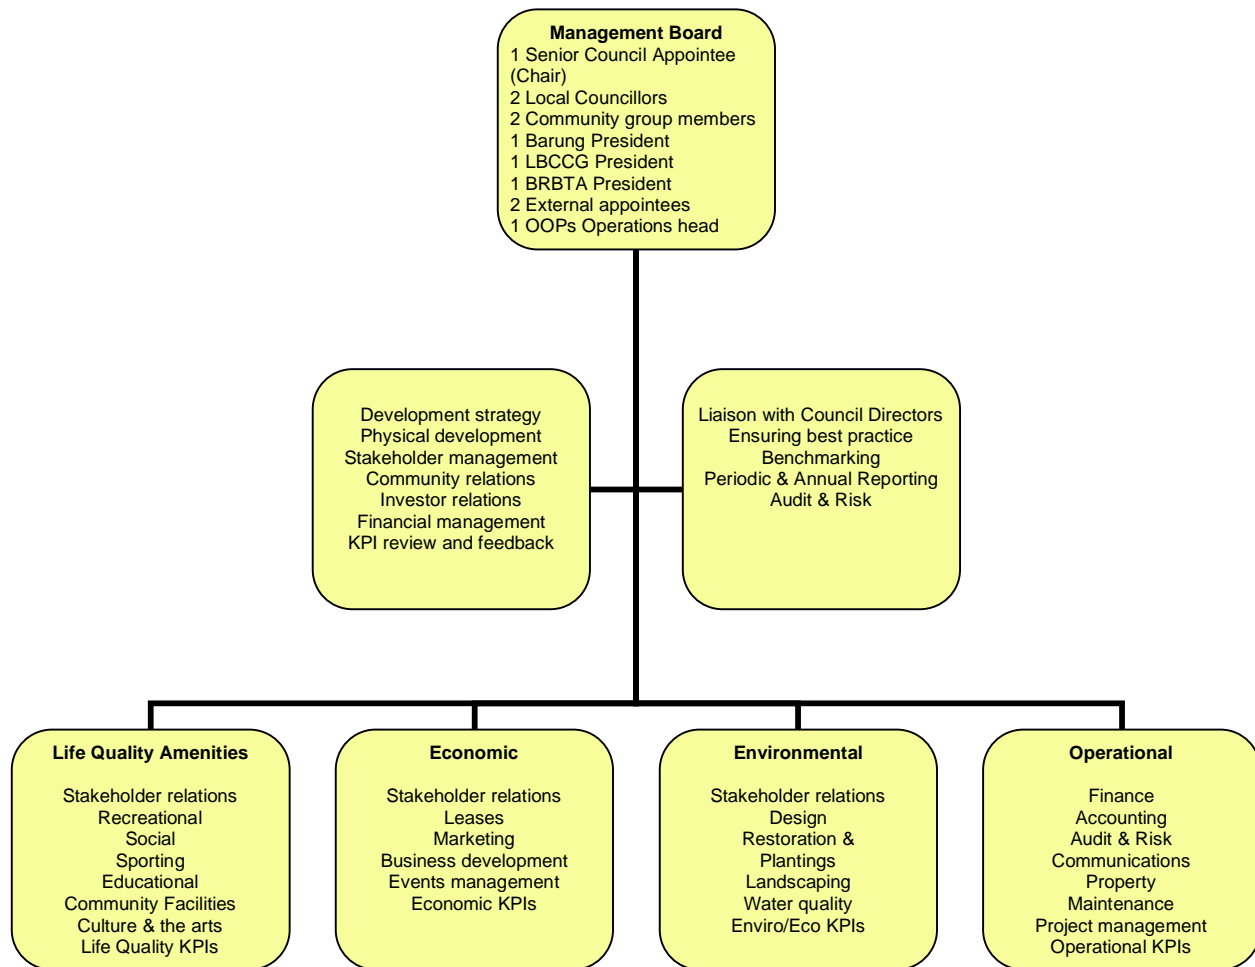 Management Board
1 Senior Council Appointee
(Chair)
2 Local Councillors
2 Community group members
1 Barung President
1 LBCCG President
1 BRBTA President
2 External appointees
1 OOPs Operations head
Development strategy
Physical development
Stakeholder management
Community relations
Investor relations
Financial management
KPI review and feedback
Liaison with Council Directors
Ensuring best practice
Benchmarking
Periodic & Annual Reporting
Audit & Risk
Life Quality Amenities
Stakeholder relations
Recreational
Social
Sporting
Educational
Community Facilities
Culture & the arts
Life Quality KPIs
Economic
Stakeholder relations
Leases
Marketing
Business development
Events management
Economic KPIs
Environmental
Stakeholder relations
Design
Restoration &
Plantings
Landscaping
Water quality
Enviro/Eco KPIs
Operational
Finance
Accounting
Audit & Risk
Communications
Property
Maintenance
Project management
Operational KPIs